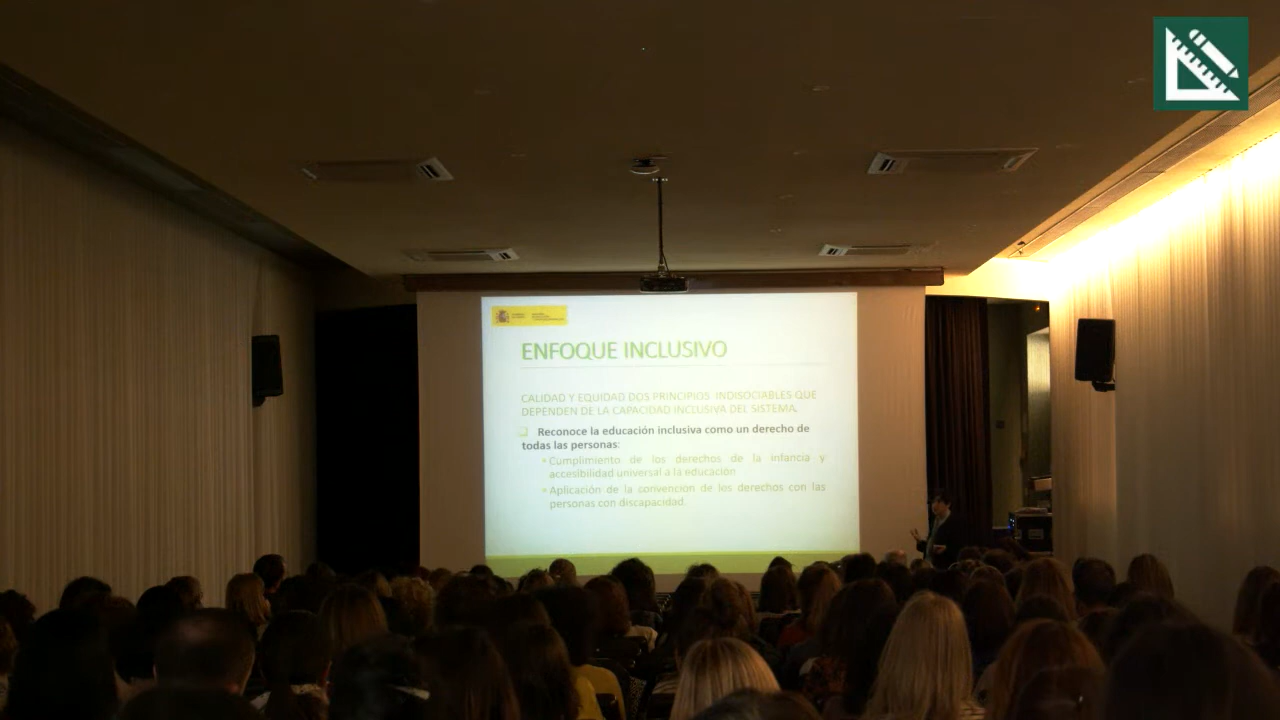 ENFOQUE INCLUSIVO
CALIDAD Y EQUIDAD DOS PRINCIPIOS INDISOCIABLES QUE
DEPENDEN DE LA CAPACIDAD INCLUSIVA DEL SISTEMA.
Reconoce la educación inclusiva como un derecho de
todas las personas:
Cumplimiento de los derechos de la infancia y
accesibilidad universal a la educación
Aplicación de la convención de los derechos con las
personas con discapacidad.